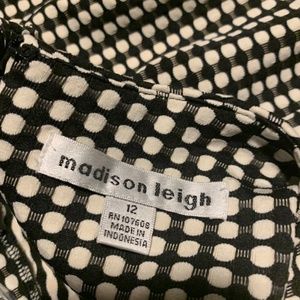 madison leigh
12
RN 107608
MADE IN
INDONESIA